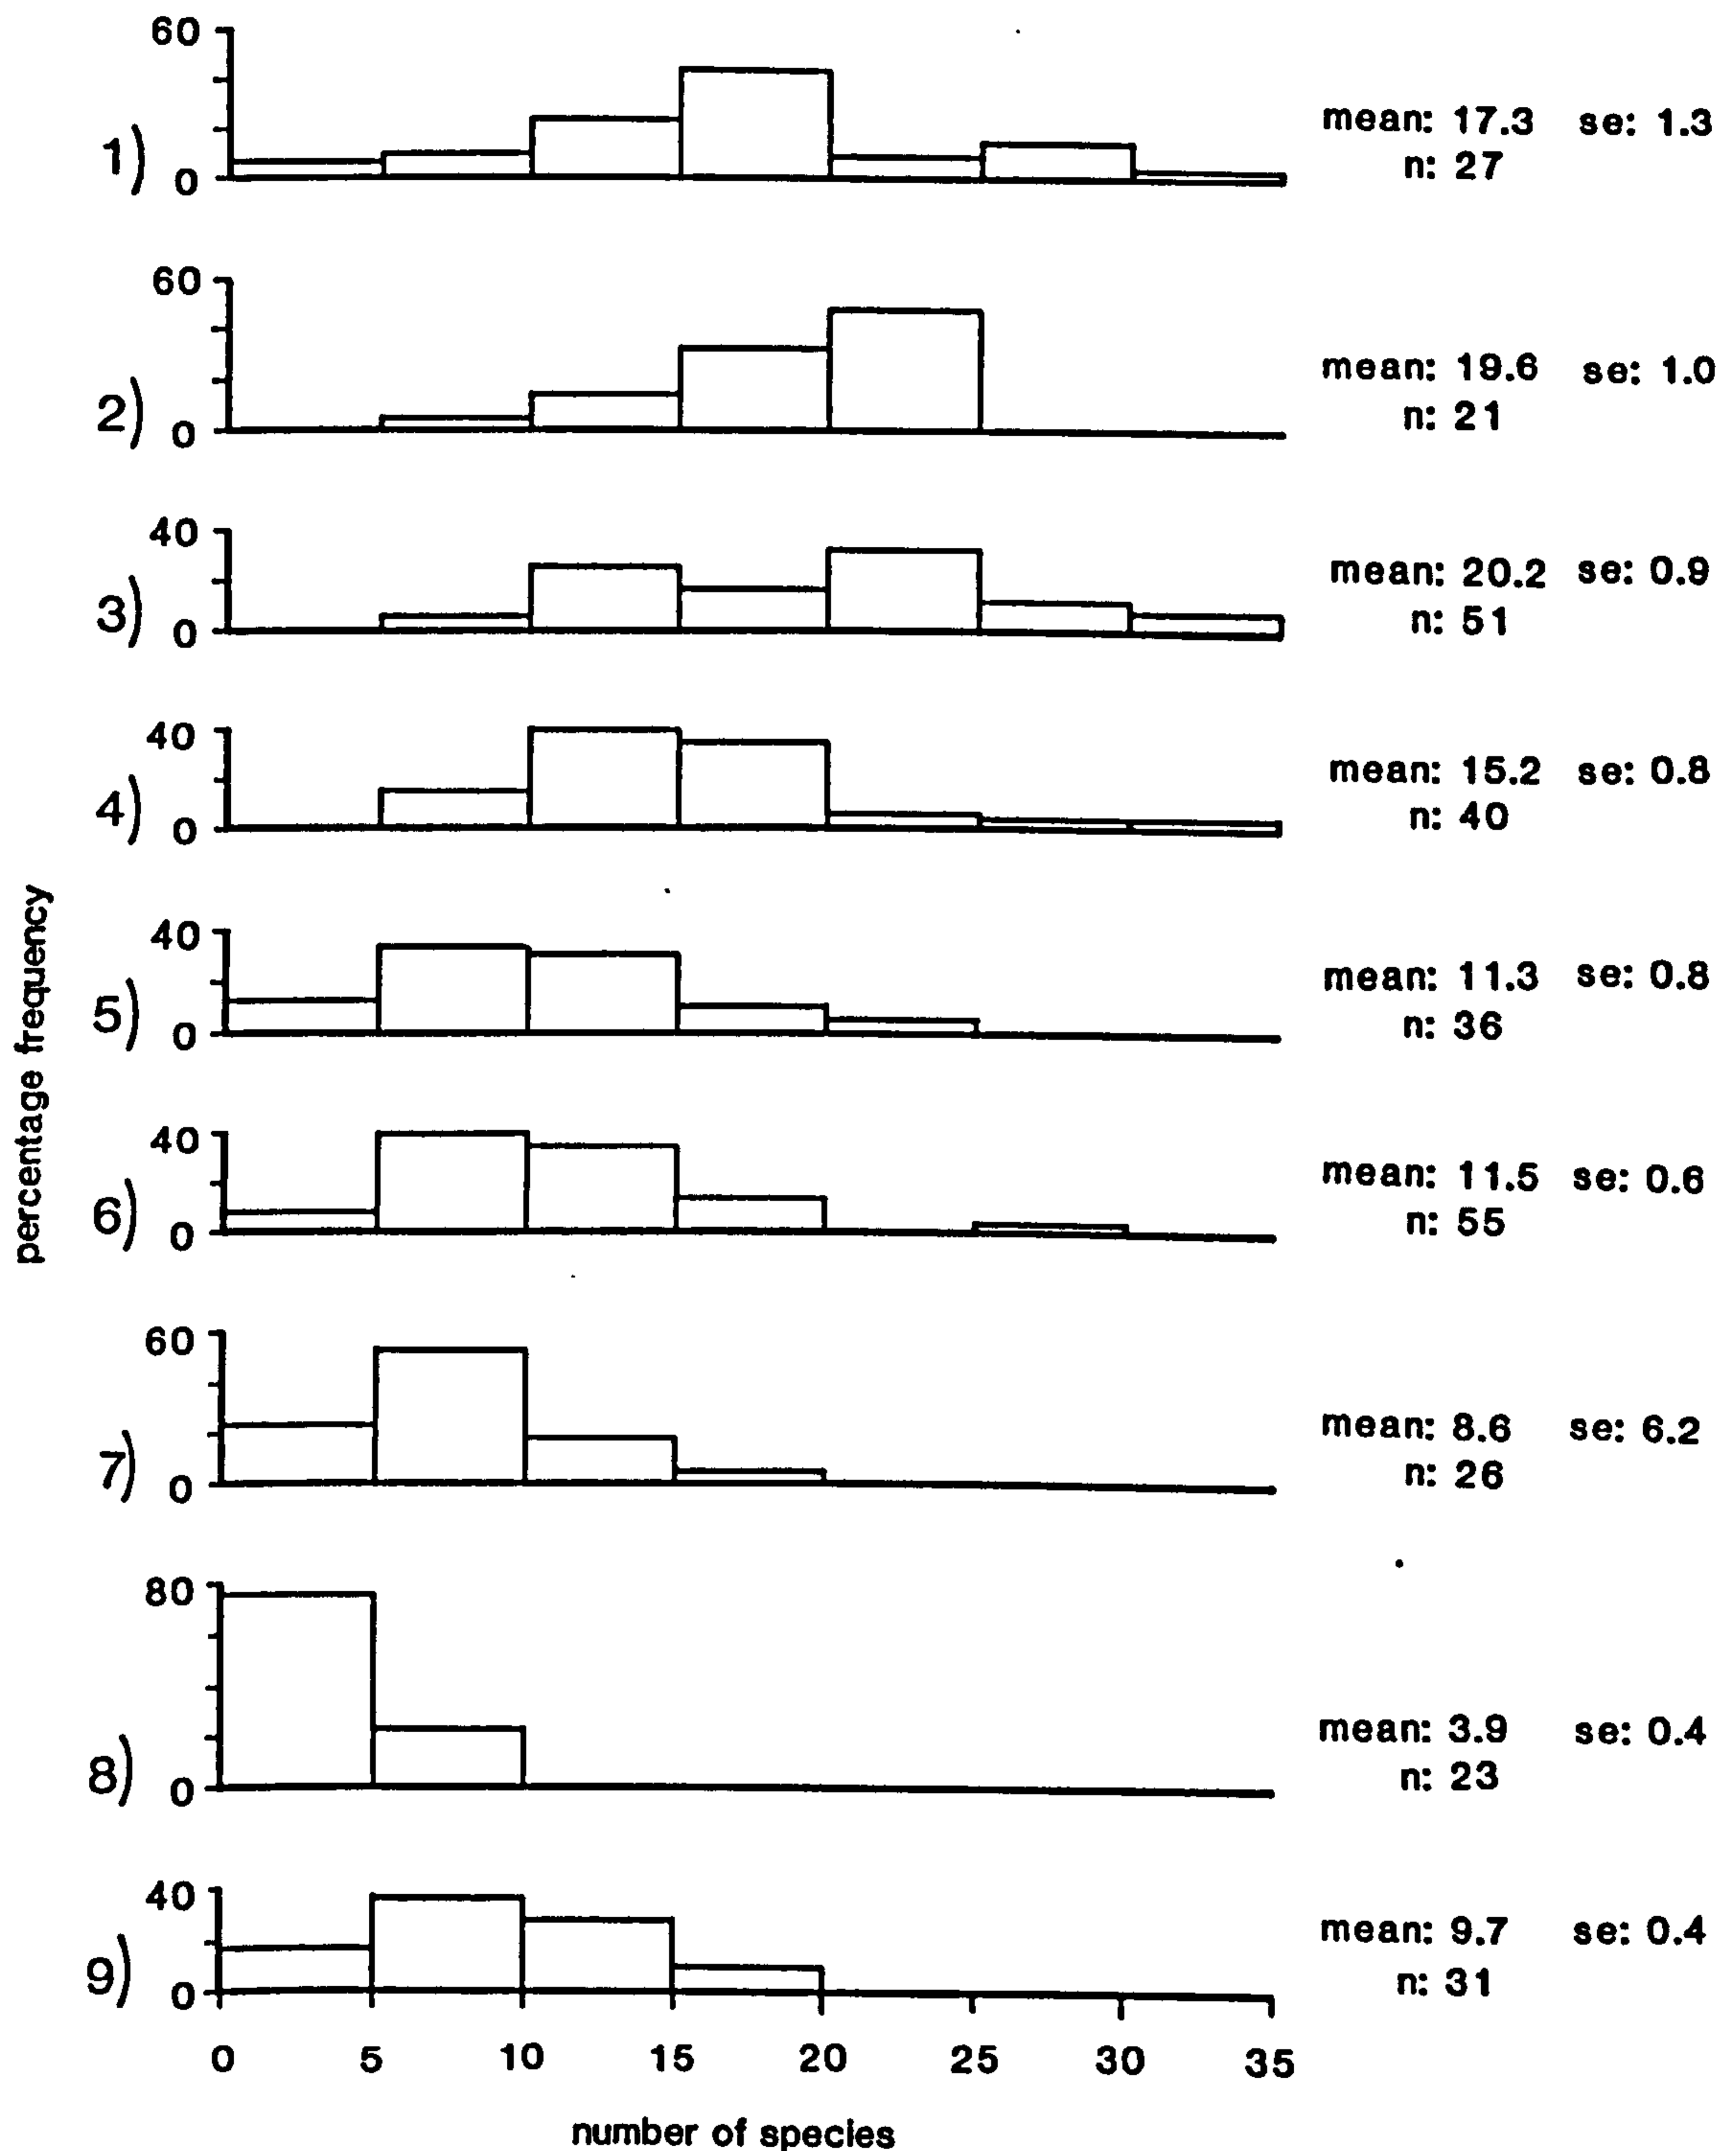 60
1)
0
mean: 17.3 se: 1.3
n: 27
60
2)
0
mean: 19.6 se: 1.0
n: 21
40
3)
0
mean: 20.2 se: 0.9
n: 51
40
4)
0
mean: 15.2 se: 0.8
n: 40
percentage frequency
40
5)
0
mean: 11.3 se: 0.8
n: 36
40
6)
0
mean: 11.5 se: 0.6
n: 55
60
7)
0
mean: 8.6 se: 6.2
n: 26
80
8)
0
mean: 3.9 se: 0.4
n: 23
40
9)
0
mean: 9.7 se: 0.4
n: 31
0 5 10 15 20 25 30 35
number of species